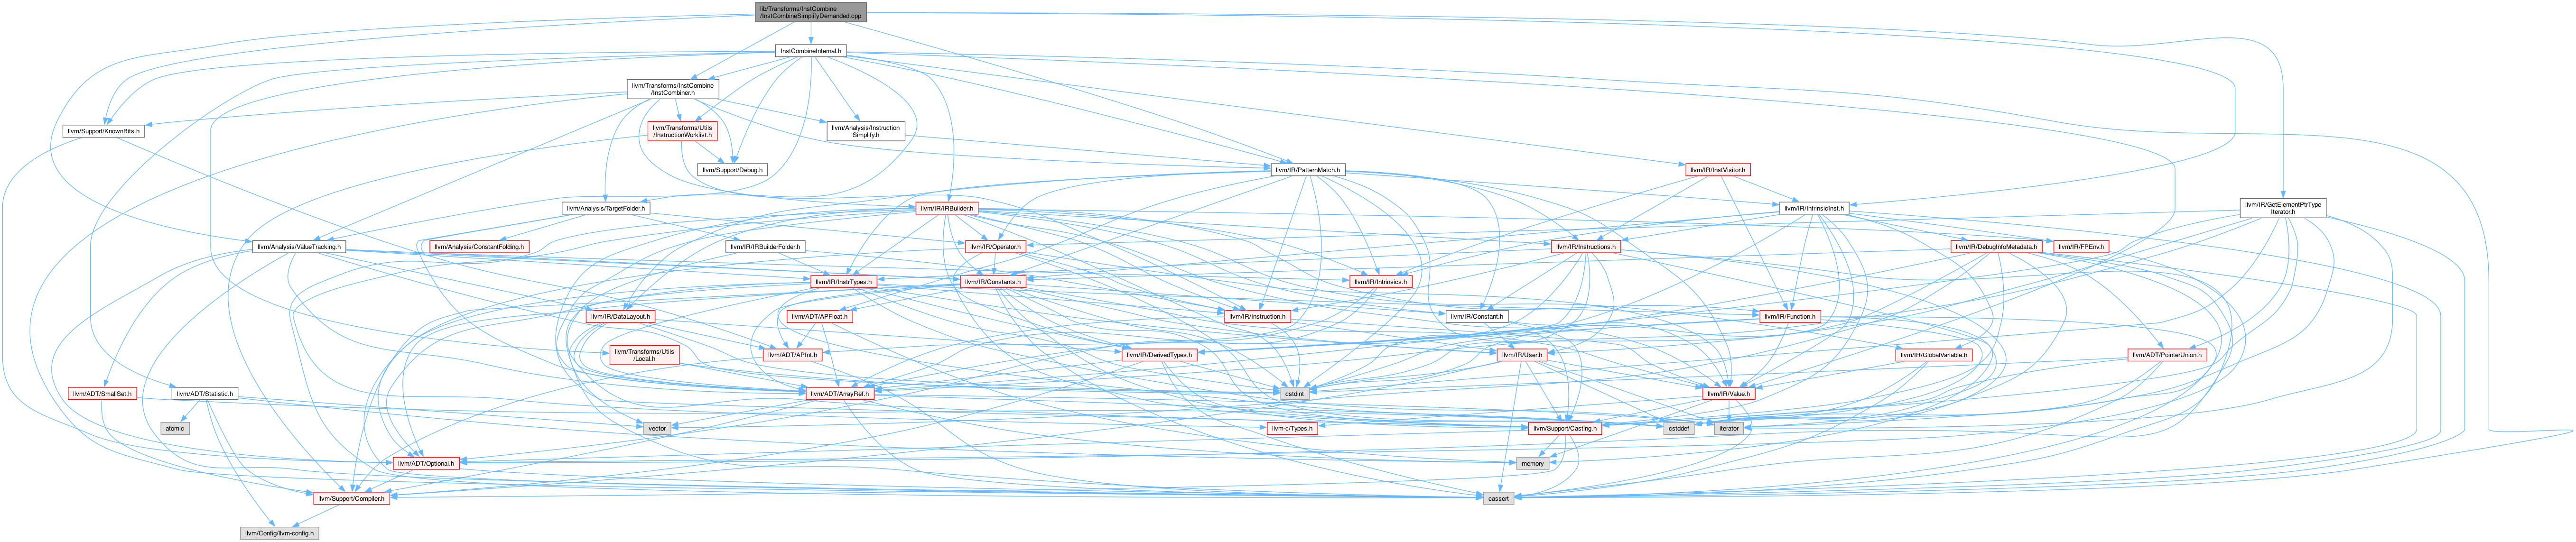 lib/Transforms/InstCombine
/InstCombineSimplifyDemanded.cpp
InstCombineInternal.h
llvm/Transforms/InstCombine
/InstCombiner.h
llvm/Support/KnownBits.h
llvm/Transforms/Utils
/InstructionWorklist.h
llvm/Analysis/Instruction
Simplify.h
llvm/Support/Debug.h
llvm/IR/PatternMatch.h
llvm/IR/InstVisitor.h
llvm/Analysis/TargetFolder.h
llvm/IR/IRBuilder.h
llvm/IR/IntrinsicInst.h
llvm/IR/GetElementPtrType
Iterator.h
llvm/Analysis/ValueTracking.h
llvm/Analysis/ConstantFolding.h
llvm/IR/IRBuilderFolder.h
llvm/IR/Operator.h
llvm/IR/Instructions.h
llvm/IR/DebugInfoMetadata.h
llvm/IR/FPEnv.h
llvm/IR/InstrTypes.h
llvm/IR/Constants.h
llvm/IR/Intrinsics.h
llvm/IR/DataLayout.h
llvm/ADT/APFloat.h
llvm/IR/Instruction.h
llvm/IR/Constant.h
llvm/IR/Function.h
llvm/Transforms/Utils
/Local.h
llvm/ADT/APInt.h
llvm/IR/DerivedTypes.h
llvm/IR/User.h
llvm/IR/GlobalVariable.h
llvm/ADT/PointerUnion.h
llvm/ADT/SmallSet.h
llvm/ADT/Statistic.h
llvm/ADT/ArrayRef.h
cstdint
llvm/IR/Value.h
atomic
vector
llvm-c/Types.h
llvm/Support/Casting.h
cstddef
iterator
llvm/ADT/Optional.h
memory
llvm/Support/Compiler.h
cassert
llvm/Config/llvm-config.h